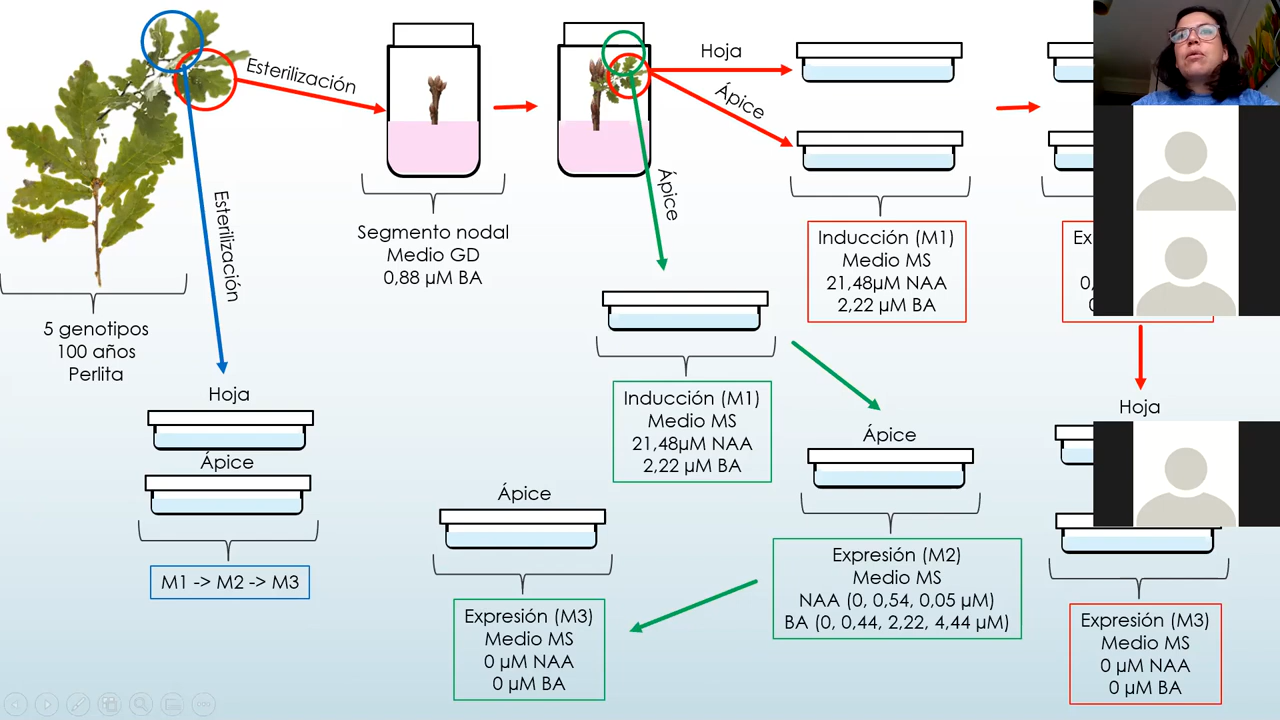 Esterilización
Esterilización
5 genotipos
100 años
Perlita
Segmento nodal
Medio GD
0,88 µM BA
Hoja
Ápice
Ápice
Inducción (M1)
Medio MS
21,48µM NAA
2,22 µM BA
Inducción (M1)
Medio MS
21,48µM NAA
2,22 µM BA
Hoja
Ápice
M1 -> M2 -> M3
Ápice
Expresión (M2)
Medio MS
NAA (0, 0,54, 0,05 µM)
BA (0, 0,44, 2,22, 4,44 µM)
Ápice
Expresión (M3)
Medio MS
0 µM NAA
0 µM BA
Hoja
Expresión (M3)
Medio MS
0 µM NAA
0 µM BA